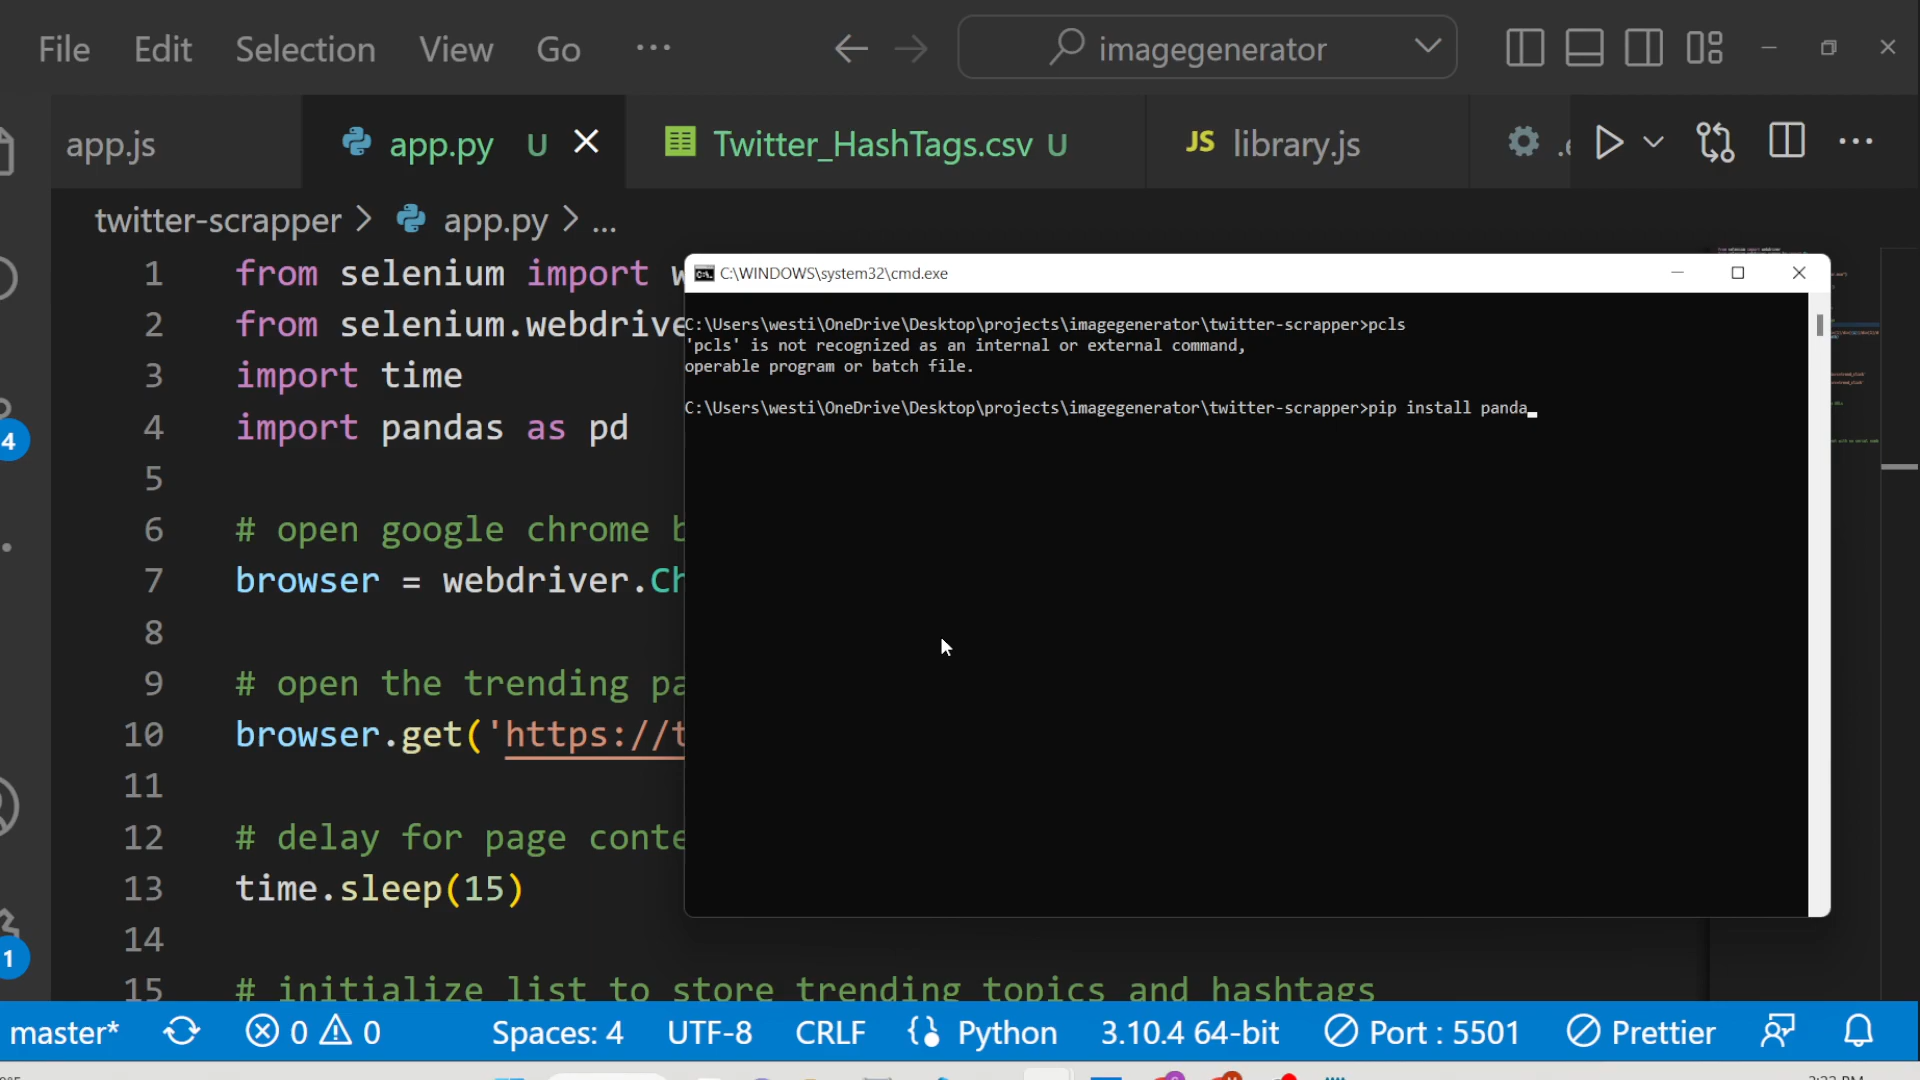 File Edit Selection View Go ... imagegenerator
app.js app.py U Twitter_HashTags.csv U JS library.js
twitter-scrapper > app.py > ...
1 from selenium import
2 from selenium.webdrive
3 import time
4 import pandas as pd
5
6 # open google chrome
7 browser = webdriver.Ch
8
9 # open the trending pa
10 browser.get('https://t
11
12 # delay for page conte
13 time.sleep(15)
14
15 # initialize list to store trending topics and hashtags
C:\WINDOWS\system32\cmd.exe
C:\Users\westi\OneDrive\Desktop\projects\imagegenerator\twitter-scrapper>pcls
'pcls' is not recognized as an internal or external command,
operable program or batch file.
C:\Users\westi\OneDrive\Desktop\projects\imagegenerator\twitter-scrapper>pip install panda_
4
1
master* 0 0 Spaces: 4 UTF-8 CRLF {} Python 3.10.4 64-bit Port : 5501 Prettier